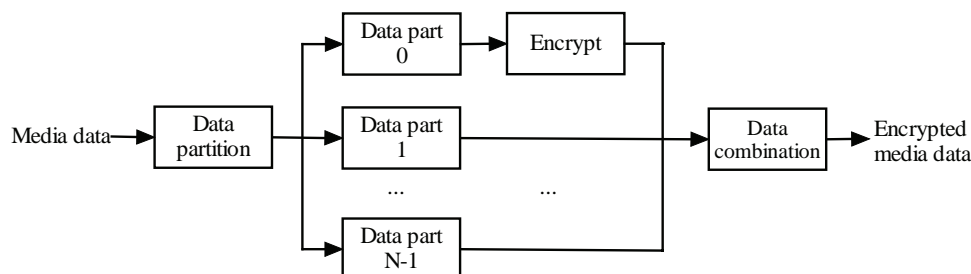 Data part
0
Encrypt
Media data
Data
partition
Data part
1
Data
combination
Encrypted
media data
...
...
Data part
N-1